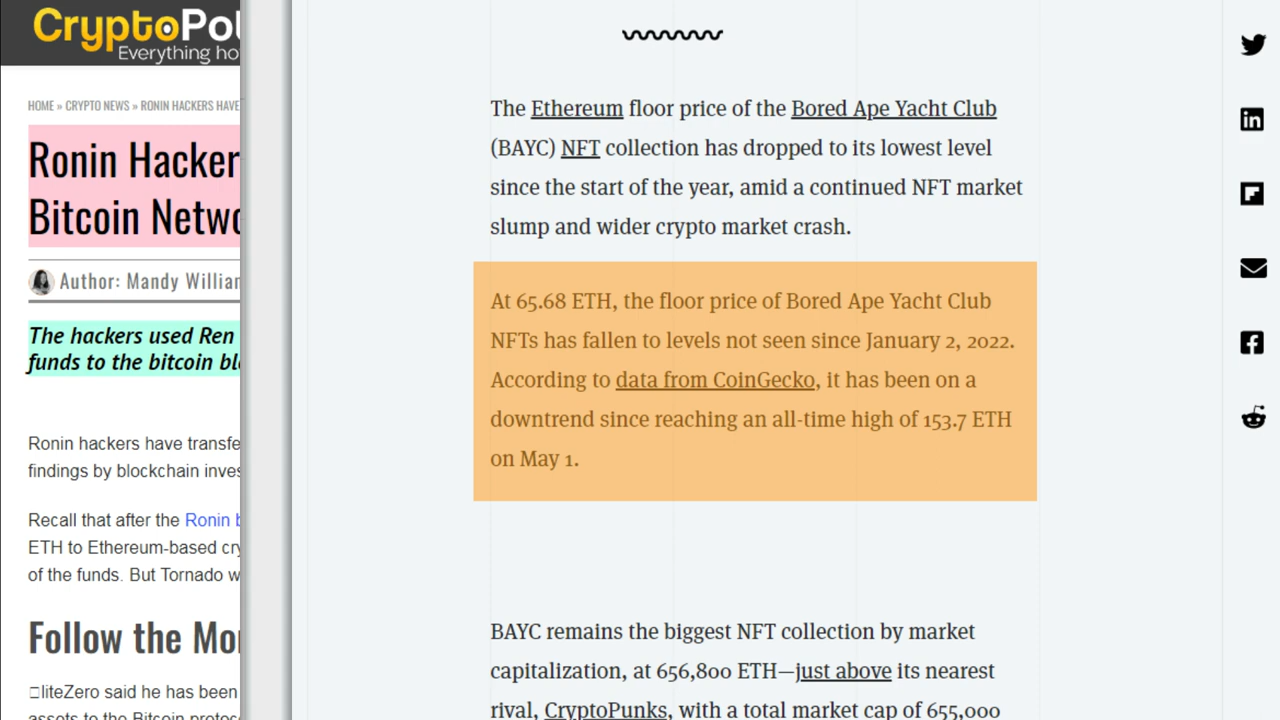 CryptoPo
Everything ho
HOME » CRYPTO NEWS » RONIN HACKERS HAVE
Ronin Hacker
Bitcoin Netwo
Author: Mandy Willia
The hackers used Ren
funds to the bitcoin bl
Ronin hackers have transfe
findings by blockchain inves
Recall that after the Ronin b
ETH to Ethereum-based cry
of the funds. But Tornado w
Follow the Mo
liteZero said he has been
assets to the Bitcoin protoc
The Ethereum floor price of the Bored Ape Yacht Club
(BAYC) NFT collection has dropped to its lowest level
since the start of the year, amid a continued NFT market
slump and wider crypto market crash.
At 65.68 ETH, the floor price of Bored Ape Yacht Club
NFTs has fallen to levels not seen since January 2, 2022.
According to data from CoinGecko, it has been on a
downtrend since reaching an all-time high of 153.7 ETH
on May 1.
BAYC remains the biggest NFT collection by market
capitalization, at 656,800 ETH—just above its nearest
rival, CryptoPunks, with a total market cap of 655,000